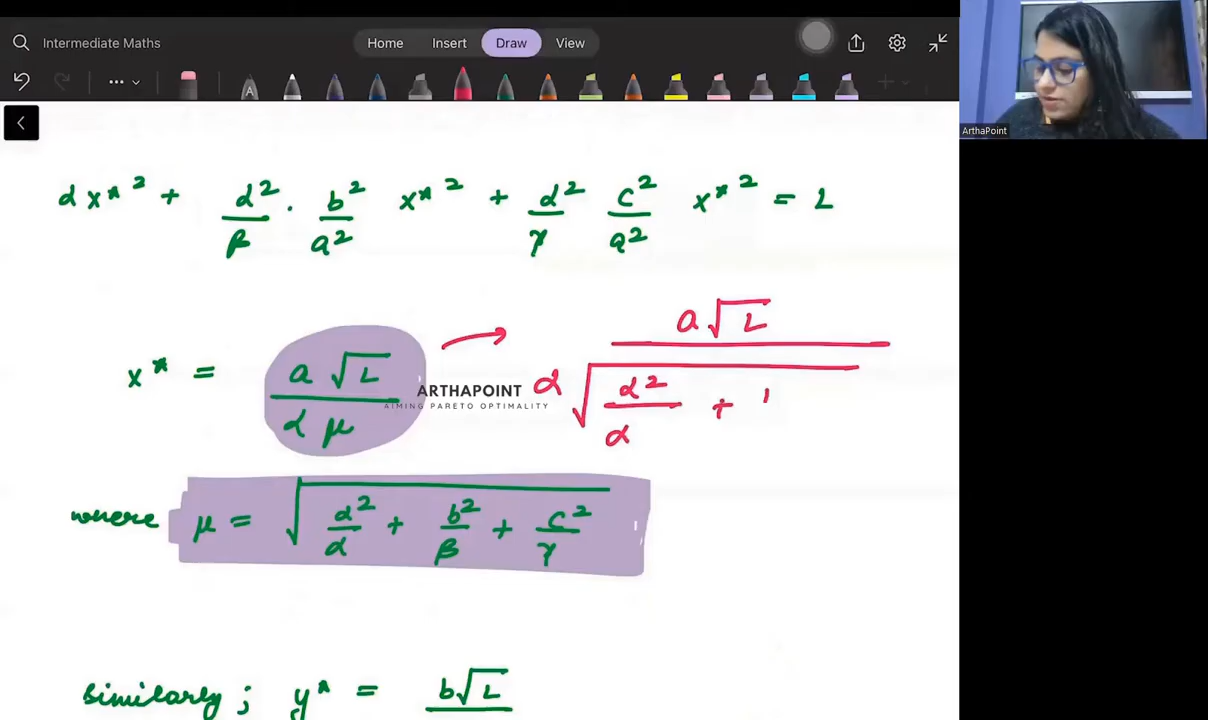 Intermediate Maths
Home Insert Draw View
A
ArthaPoint
αx*² + α²/β · b²/a² x*² + α²/γ c²/a² x*² = L
x* = a√L / αμ → a√L / α√(α²/α + '
ARTHAPOINT
AIMING PARETO OPTIMALITY
where μ = √(α²/α + b²/β + c²/γ)
Similarly; y* = b√L